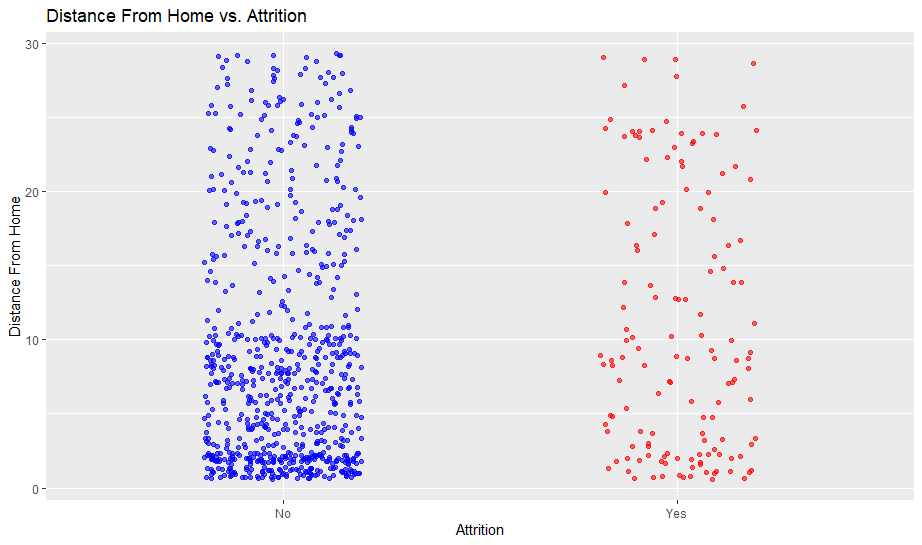 Distance From Home vs. Attrition
30
20
10
0
Distance From Home
No
Yes
Attrition